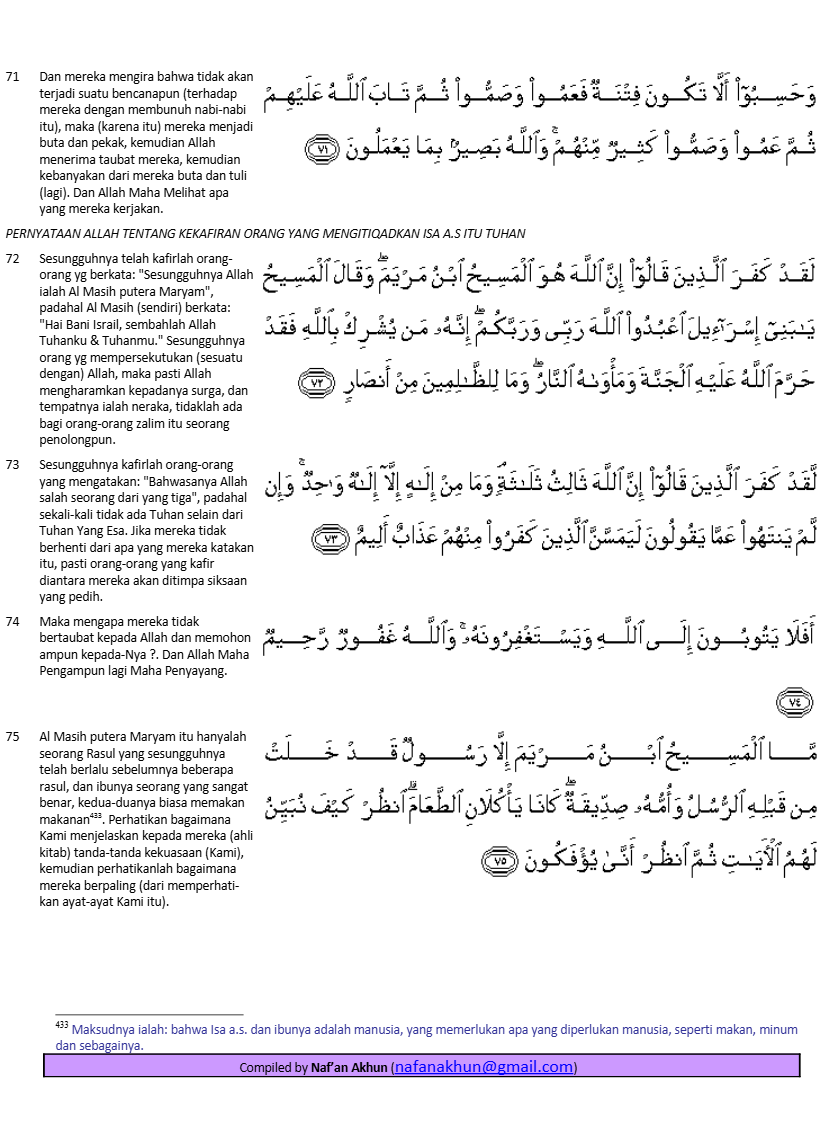 71 Dan mereka mengira bahwa tidak akan
terjadi suatu bencanapun (terhadap
mereka dengan membunuh nabi-nabi
itu), maka (karena itu) mereka menjadi
buta dan pekak, kemudian Allah
menerima taubat mereka, kemudian
kebanyakan dari mereka buta dan tuli
(lagi). Dan Allah Maha Melihat apa
yang mereka kerjakan.
وَحَسِبُوٓا۟ أَلَّا تَكُونَ فِتْنَةٌ فَعَمُوا۟ وَصَمُّوا۟ ثُمَّ تَابَ ٱللَّهُ عَلَيْهِمْ
ثُمَّ عَمُوا۟ وَصَمُّوا۟ كَثِيرٌ مِّنْهُمْ ۚ وَٱللَّهُ بَصِيرٌۢ بِمَا يَعْمَلُونَ ٧١
PERNYATAAN ALLAH TENTANG KEKAFIRAN ORANG YANG MENGITIQADKAN ISA A.S ITU TUHAN
72 Sesungguhnya telah kafirlah orang-
orang yg berkata: "Sesungguhnya Allah
ialah Al Masih putera Maryam",
padahal Al Masih (sendiri) berkata:
"Hai Bani Israil, sembahlah Allah
Tuhanku & Tuhanmu." Sesungguhnya
orang yg mempersekutukan (sesuatu
dengan) Allah, maka pasti Allah
mengharamkan kepadanya surga, dan
tempatnya ialah neraka, tidaklah ada
bagi orang-orang zalim itu seorang
penolongpun.
لَقَدْ كَفَرَ ٱلَّذِينَ قَالُوٓا۟ إِنَّ ٱللَّهَ هُوَ ٱلْمَسِيحُ ٱبْنُ مَرْيَمَ ۖ وَقَالَ ٱلْمَسِيحُ
يَـٰبَنِىٓ إِسْرَٰٓءِيلَ ٱعْبُدُوا۟ ٱللَّهَ رَبِّى وَرَبَّكُمْ ۖ إِنَّهُۥ مَن يُشْرِكْ بِٱللَّهِ فَقَدْ
حَرَّمَ ٱللَّهُ عَلَيْهِ ٱلْجَنَّةَ وَمَأْوَىٰهُ ٱلنَّارُ ۖ وَمَا لِلظَّـٰلِمِينَ مِنْ أَنصَارٍ ٧٢
73 Sesungguhnya kafirlah orang-orang
yang mengatakan: "Bahwasanya Allah
salah seorang dari yang tiga", padahal
sekali-kali tidak ada Tuhan selain dari
Tuhan Yang Esa. Jika mereka tidak
berhenti dari apa yang mereka katakan
itu, pasti orang-orang yang kafir
diantara mereka akan ditimpa siksaan
yang pedih.
لَّقَدْ كَفَرَ ٱلَّذِينَ قَالُوٓا۟ إِنَّ ٱللَّهَ ثَالِثُ ثَلَـٰثَةٍ ۘ وَمَا مِنْ إِلَـٰهٍ إِلَّآ إِلَـٰهٌ وَٰحِدٌ ۚ وَإِن
لَّمْ يَنتَهُوا۟ عَمَّا يَقُولُونَ لَيَمَسَّنَّ ٱلَّذِينَ كَفَرُوا۟ مِنْهُمْ عَذَابٌ أَلِيمٌ ٧٣
74 Maka mengapa mereka tidak
bertaubat kepada Allah dan memohon
ampun kepada-Nya ?. Dan Allah Maha
Pengampun lagi Maha Penyayang.
أَفَلَا يَتُوبُونَ إِلَى ٱللَّهِ وَيَسْتَغْفِرُونَهُۥ ۚ وَٱللَّهُ غَفُورٌ رَّحِيمٌ
٧٤
75 Al Masih putera Maryam itu hanyalah
seorang Rasul yang sesungguhnya
telah berlalu sebelumnya beberapa
rasul, dan ibunya seorang yang sangat
benar, kedua-duanya biasa memakan
makanan433. Perhatikan bagaimana
Kami menjelaskan kepada mereka (ahli
kitab) tanda-tanda kekuasaan (Kami),
kemudian perhatikanlah bagaimana
mereka berpaling (dari memperhati-
kan ayat-ayat Kami itu).
مَّا ٱلْمَسِيحُ ٱبْنُ مَرْيَمَ إِلَّا رَسُولٌ قَدْ خَلَتْ
مِن قَبْلِهِ ٱلرُّسُلُ وَأُمُّهُۥ صِدِّيقَةٌ ۖ كَانَا يَأْكُلَانِ ٱلطَّعَامَ ۗ ٱنظُرْ كَيْفَ نُبَيِّنُ
لَهُمُ ٱلْـَٔايَـٰتِ ثُمَّ ٱنظُرْ أَنَّىٰ يُؤْفَكُونَ ٧٥
433 Maksudnya ialah: bahwa Isa a.s. dan ibunya adalah manusia, yang memerlukan apa yang diperlukan manusia, seperti makan, minum
dan sebagainya.
Compiled by Naf’an Akhun (nafanakhun@gmail.com)